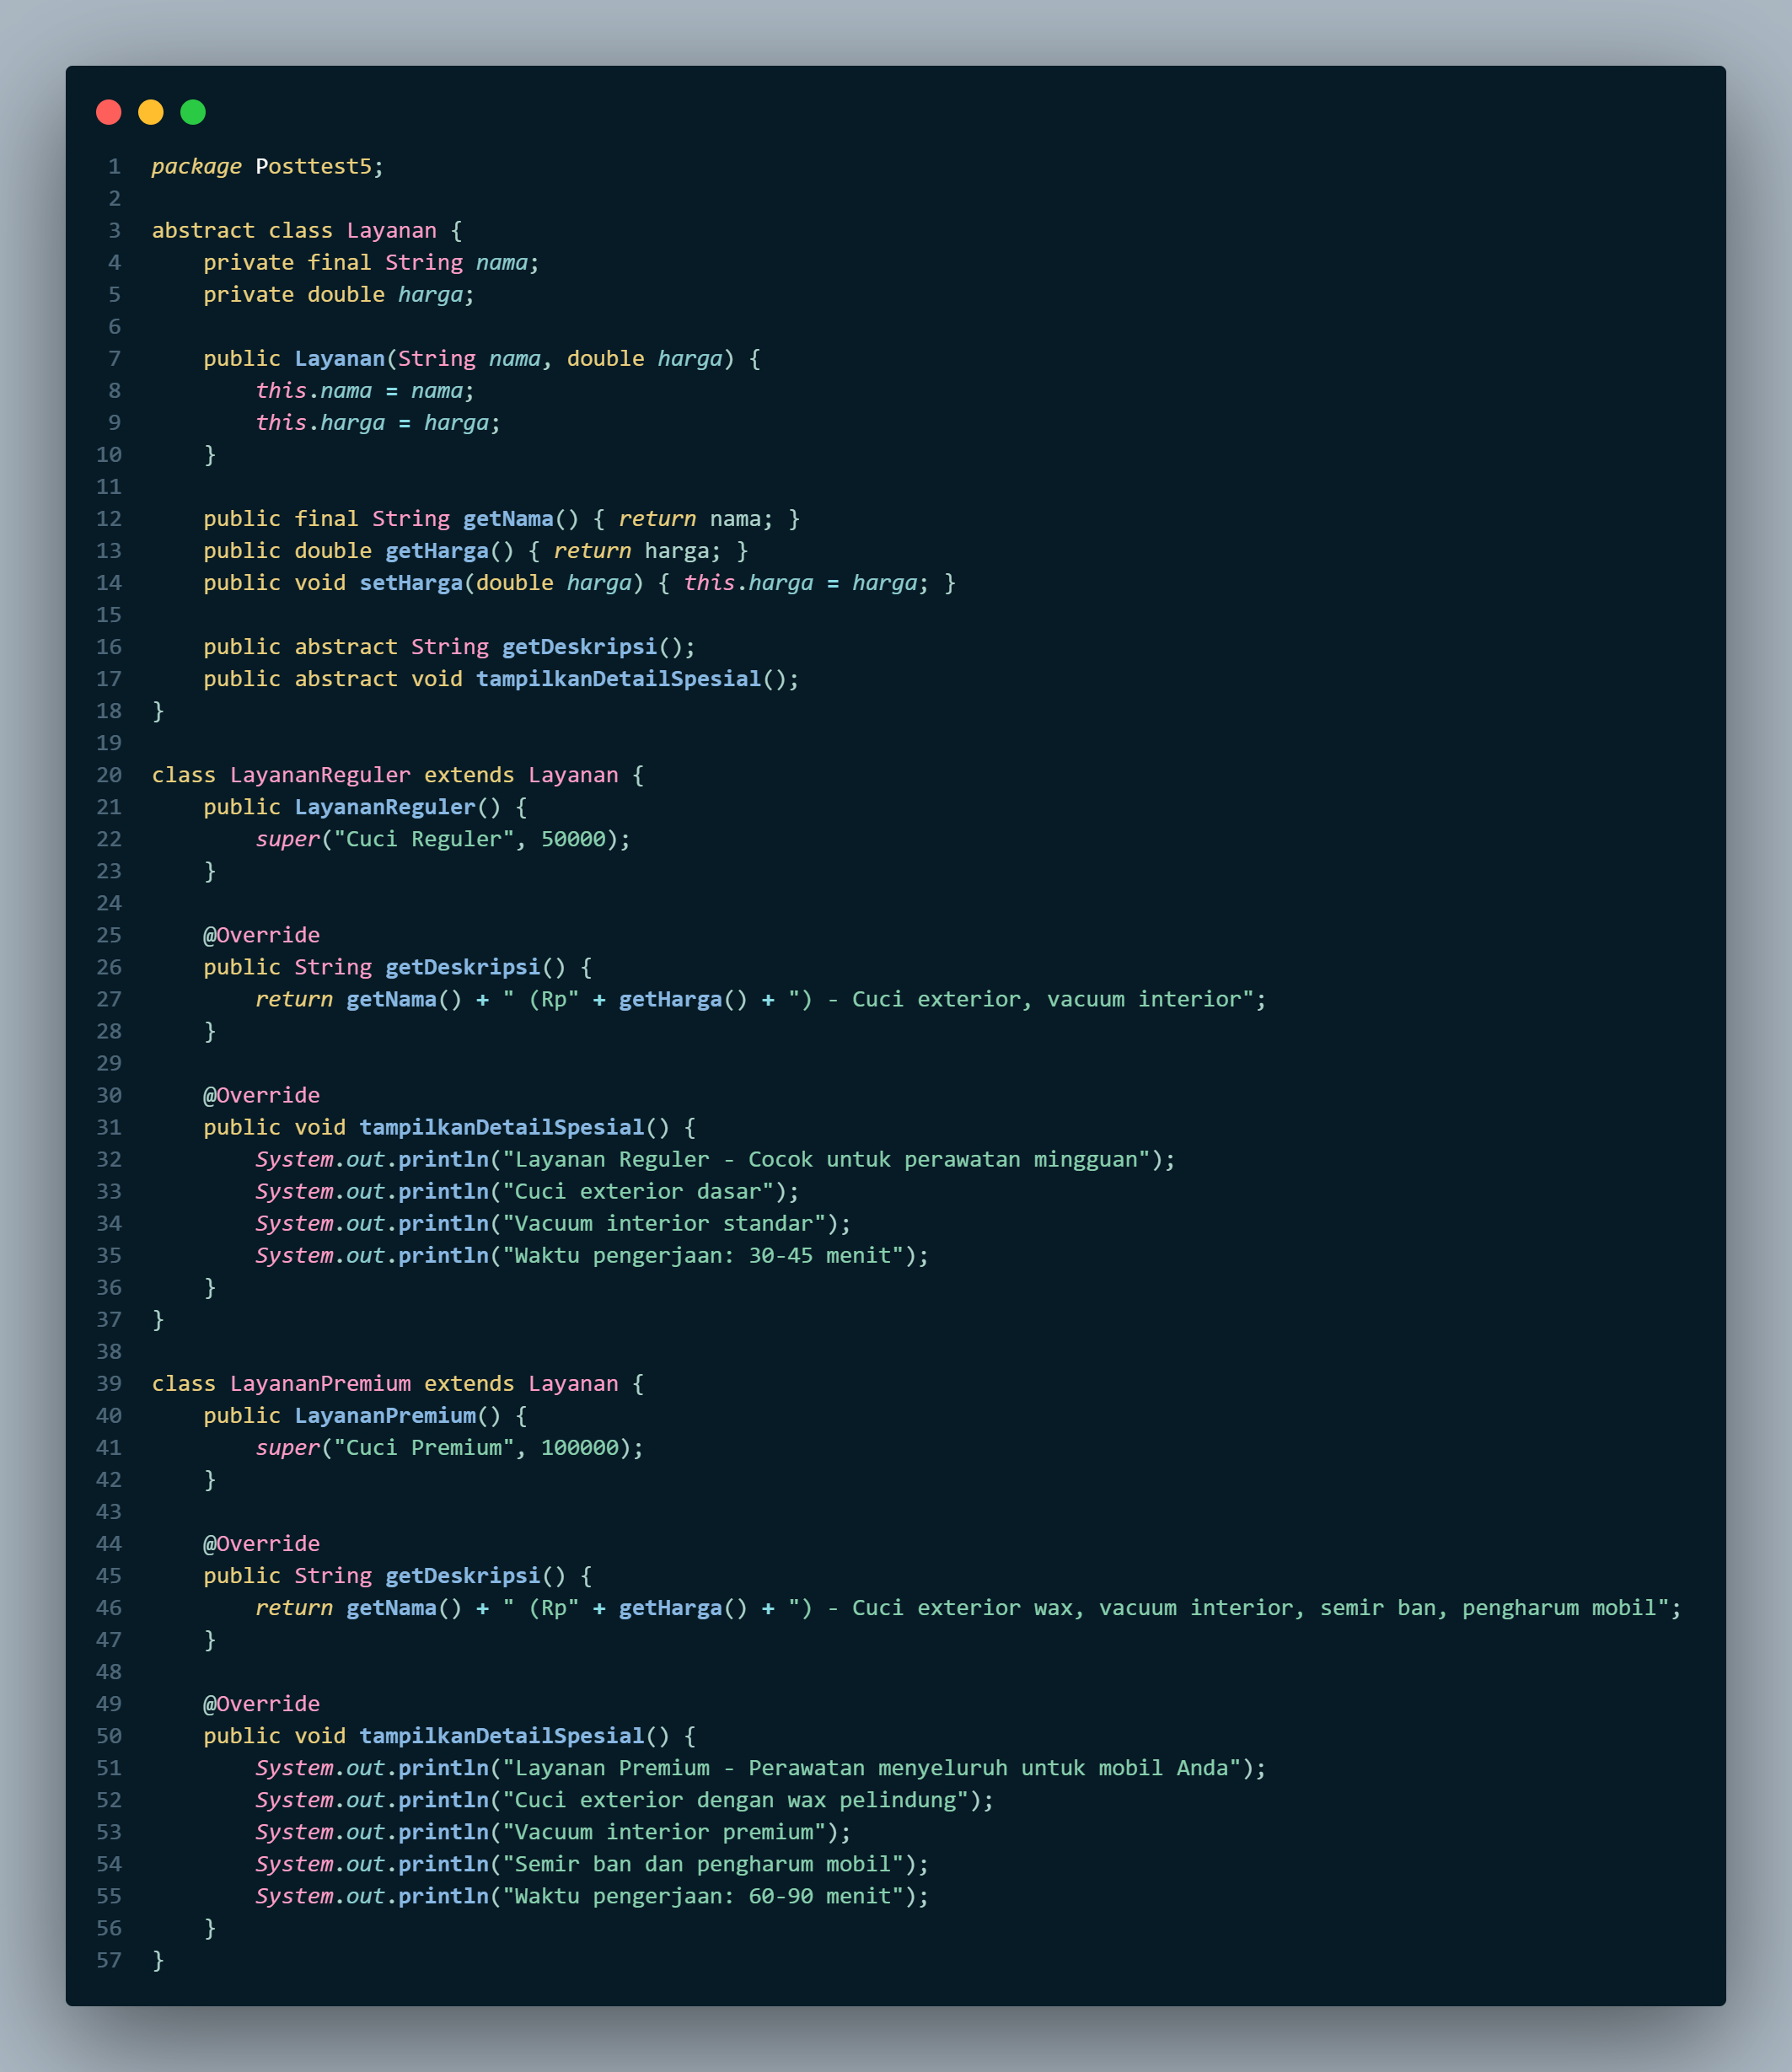 1 package Posttest5;
2
3 abstract class Layanan {
4     private final String nama;
5     private double harga;
6
7     public Layanan(String nama, double harga) {
8         this.nama = nama;
9         this.harga = harga;
10     }
11
12     public final String getNama() { return nama; }
13     public double getHarga() { return harga; }
14     public void setHarga(double harga) { this.harga = harga; }
15
16     public abstract String getDeskripsi();
17     public abstract void tampilkanDetailSpesial();
18 }
19
20 class LayananReguler extends Layanan {
21     public LayananReguler() {
22         super("Cuci Reguler", 50000);
23     }
24
25     @Override
26     public String getDeskripsi() {
27         return getNama() + " (Rp" + getHarga() + ") - Cuci exterior, vacuum interior";
28     }
29
30     @Override
31     public void tampilkanDetailSpesial() {
32         System.out.println("Layanan Reguler - Cocok untuk perawatan mingguan");
33         System.out.println("Cuci exterior dasar");
34         System.out.println("Vacuum interior standar");
35         System.out.println("Waktu pengerjaan: 30-45 menit");
36     }
37 }
38
39 class LayananPremium extends Layanan {
40     public LayananPremium() {
41         super("Cuci Premium", 100000);
42     }
43
44     @Override
45     public String getDeskripsi() {
46         return getNama() + " (Rp" + getHarga() + ") - Cuci exterior wax, vacuum interior, semir ban, pengharum mobil";
47     }
48
49     @Override
50     public void tampilkanDetailSpesial() {
51         System.out.println("Layanan Premium - Perawatan menyeluruh untuk mobil Anda");
52         System.out.println("Cuci exterior dengan wax pelindung");
53         System.out.println("Vacuum interior premium");
54         System.out.println("Semir ban dan pengharum mobil");
55         System.out.println("Waktu pengerjaan: 60-90 menit");
56     }
57 }